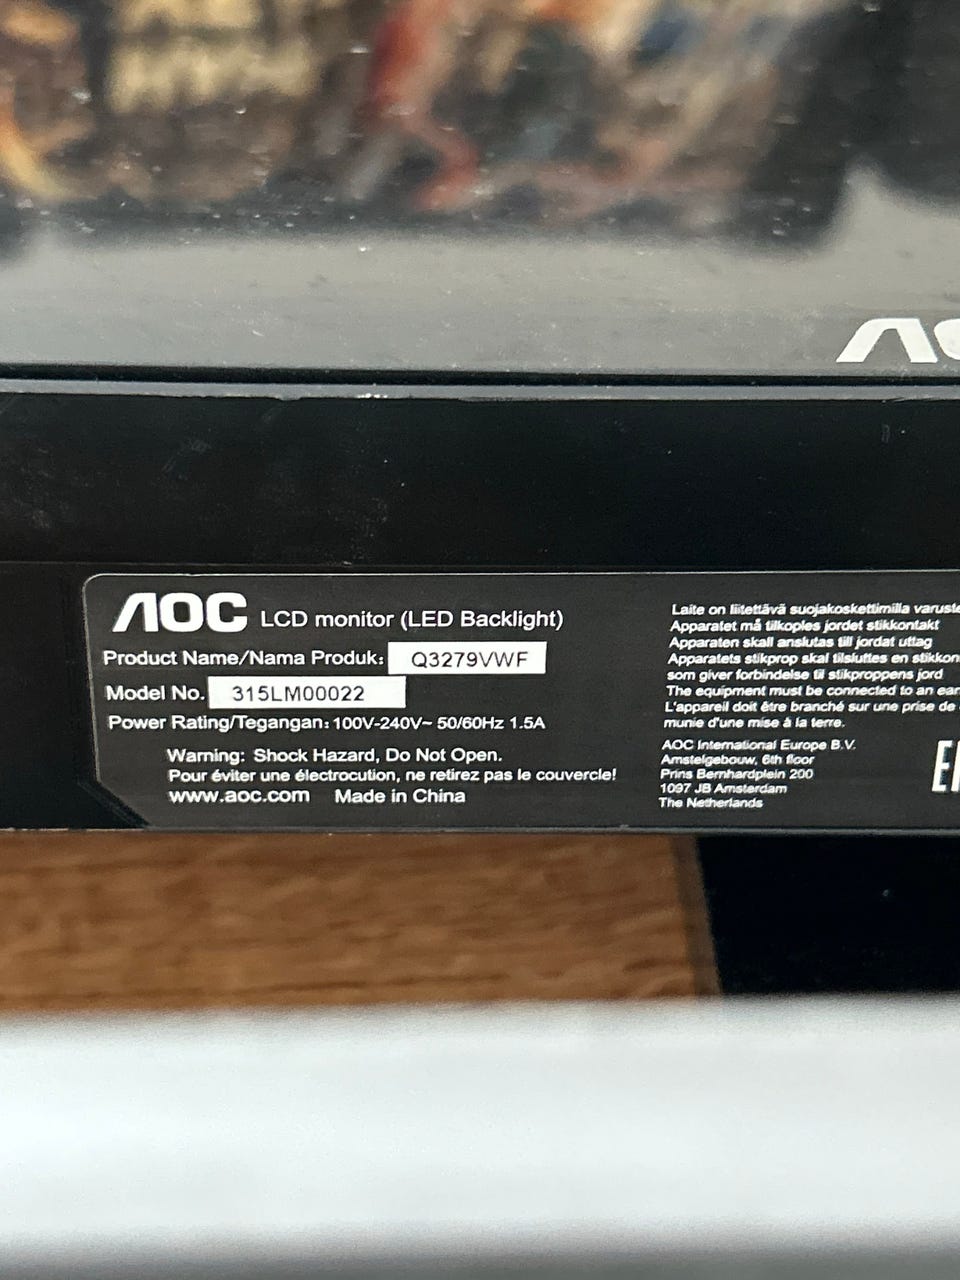 AOC
AOC LCD monitor (LED Backlight)
Product Name/Nama Produk: Q3279VWF
Model No. 315LM00022
Power Rating/Tegangan: 100V-240V~ 50/60Hz 1.5A
Warning: Shock Hazard, Do Not Open.
Pour éviter une électrocution, ne retirez pas le couvercle!
www.aoc.com Made in China
Laite on liitettävä suojakoskettimilla varuste
Apparatet må tilkoples jordet stikkontakt
Apparaten skall anslutas till jordat uttag
Apparatets stikprop skal tilsluttes en stikkon
som giver forbindelse til stikproppens jord
The equipment must be connected to an ear
L'appareil doit être branché sur une prise de
munie d'une mise à la terre.
AOC International Europe B.V.
Amstelgebouw, 6th floor
Prins Bernhardplein 200
1097 JB Amsterdam
The Netherlands